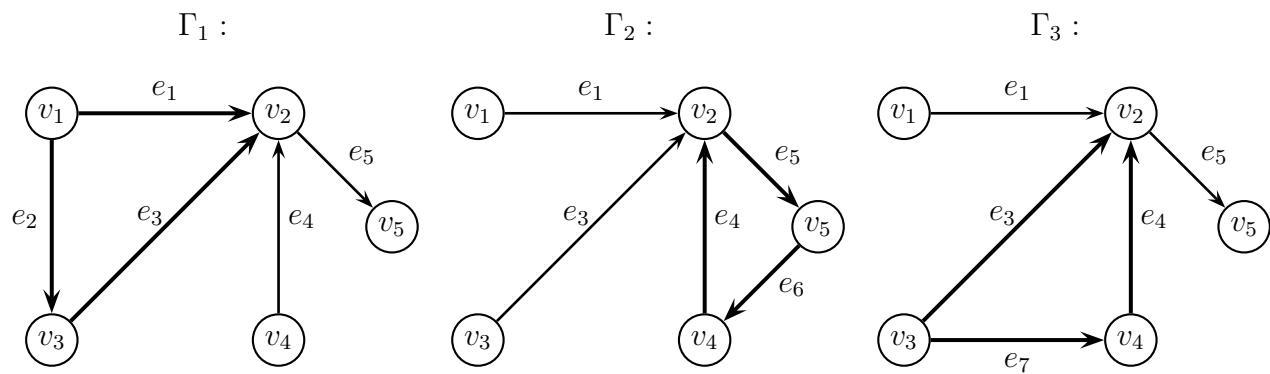 Γ₁ : Γ₂ : Γ₃ :
v₁ e₁ v₂ v₁ e₁ v₂ v₁ e₁ v₂
e₅ e₅ e₅
e₂ e₃ e₄ v₅ e₃ e₄ v₅ e₃ e₄ v₅
e₆
v₃ v₄ v₃ v₄ v₃ v₄
e₇